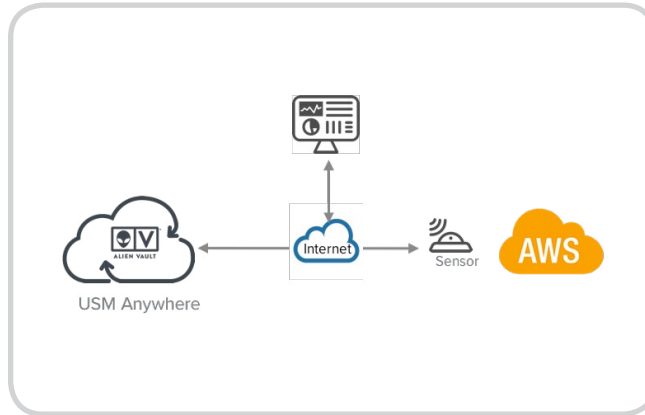 ALIEN VAULT
Internet
Sensor
AWS
USM Anywhere